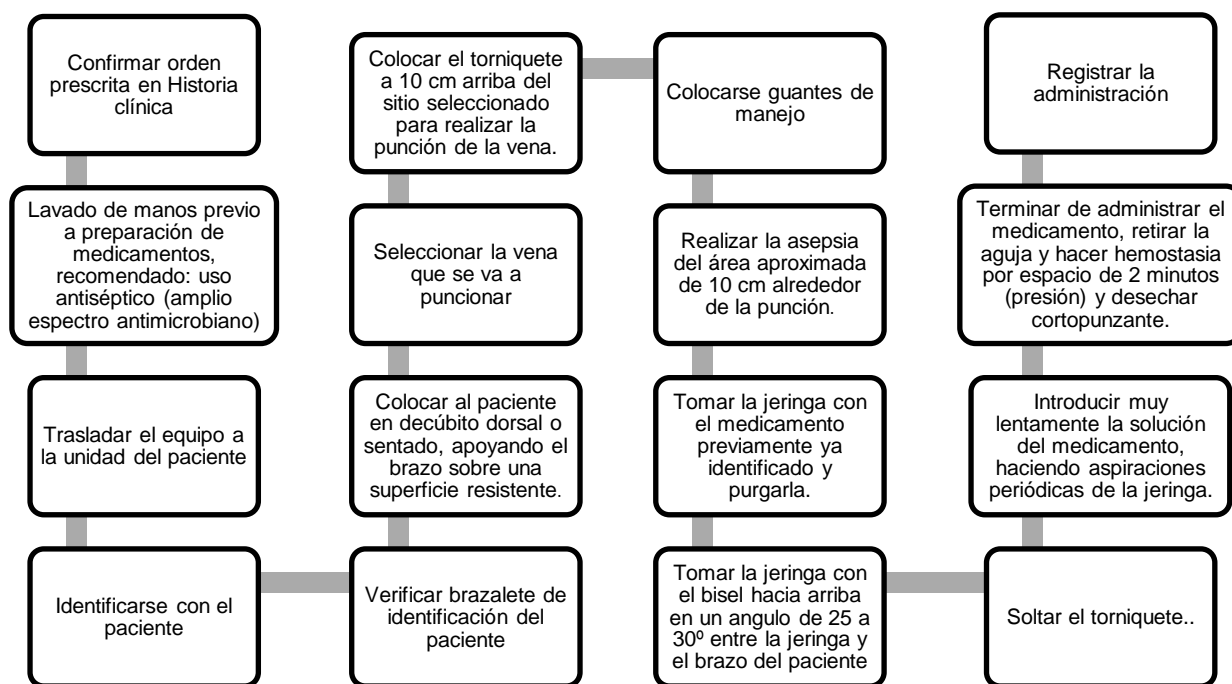 Confirmar orden
prescrita en Historia
clínica
Lavado de manos previo
a preparación de
medicamentos,
recomendado: uso
antiséptico (amplio
espectro antimicrobiano)
Trasladar el equipo a
la unidad del paciente
Identificarse con el
paciente
Verificar brazalete de
identificación del
paciente
Colocar al paciente
en decúbito dorsal o
sentado, apoyando el
brazo sobre una
superficie resistente.
Seleccionar la vena
que se va a
puncionar
Colocar el torniquete
a 10 cm arriba del
sitio seleccionado
para realizar la
punción de la vena.
Colocarse guantes de
manejo
Realizar la asepsia
del área aproximada
de 10 cm alrededor
de la punción.
Tomar la jeringa con
el medicamento
previamente ya
identificado y
purgarla.
Tomar la jeringa con
el bisel hacia arriba
en un angulo de 25 a
30º entre la jeringa y
el brazo del paciente
Soltar el torniquete..
Introducir muy
lentamente la solución
del medicamento,
haciendo aspiraciones
periódicas de la jeringa.
Terminar de administrar el
medicamento, retirar la
aguja y hacer hemostasia
por espacio de 2 minutos
(presión) y desechar
cortopunzante.
Registrar la
administración